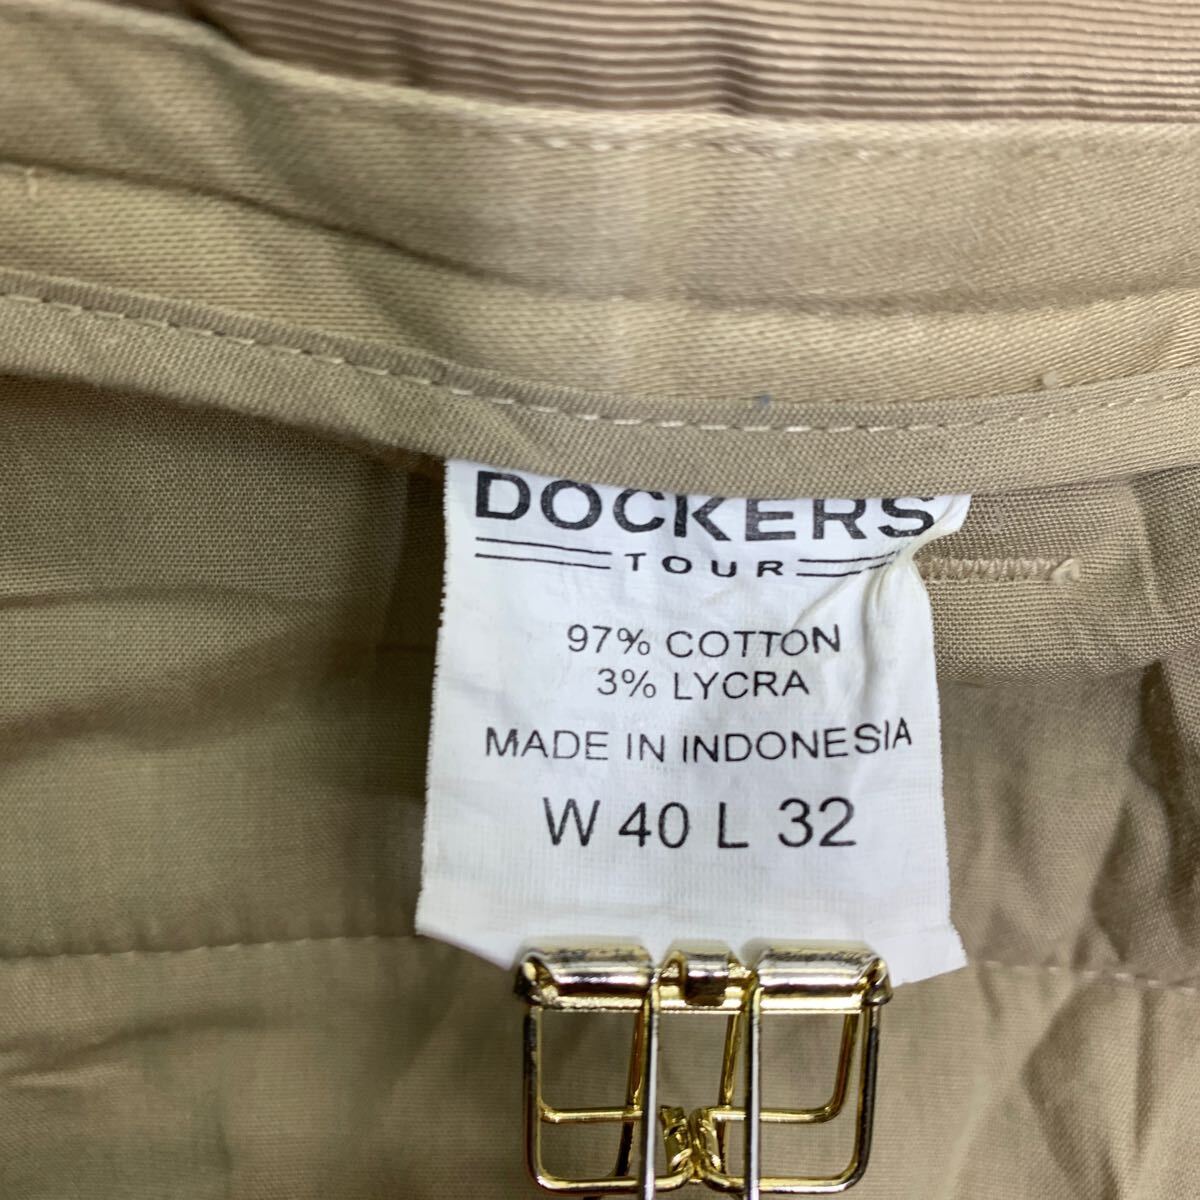 DOCKERS
TOUR
97% COTTON
3% LYCRA
MADE IN INDONESIA
W 40 L 32